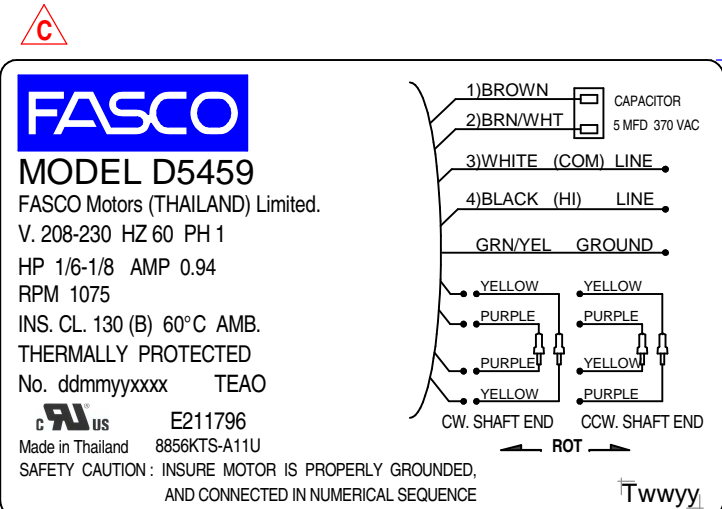 C
FASCO
MODEL D5459
FASCO Motors (THAILAND) Limited.
V. 208-230 HZ 60 PH 1
HP 1/6-1/8 AMP 0.94
RPM 1075
INS. CL. 130 (B) 60°C AMB.
THERMALLY PROTECTED
No. ddmmyyxxxx TEAO
c RU us E211796
Made in Thailand 8856KTS-A11U
SAFETY CAUTION : INSURE MOTOR IS PROPERLY GROUNDED,
AND CONNECTED IN NUMERICAL SEQUENCE
1)BROWN
2)BRN/WHT
CAPACITOR
5 MFD 370 VAC
3)WHITE (COM) LINE
4)BLACK (HI) LINE
GRN/YEL GROUND
YELLOW YELLOW
PURPLE PURPLE
PURPLE YELLOW
YELLOW PURPLE
CW. SHAFT END CCW. SHAFT END
ROT
Twwyy